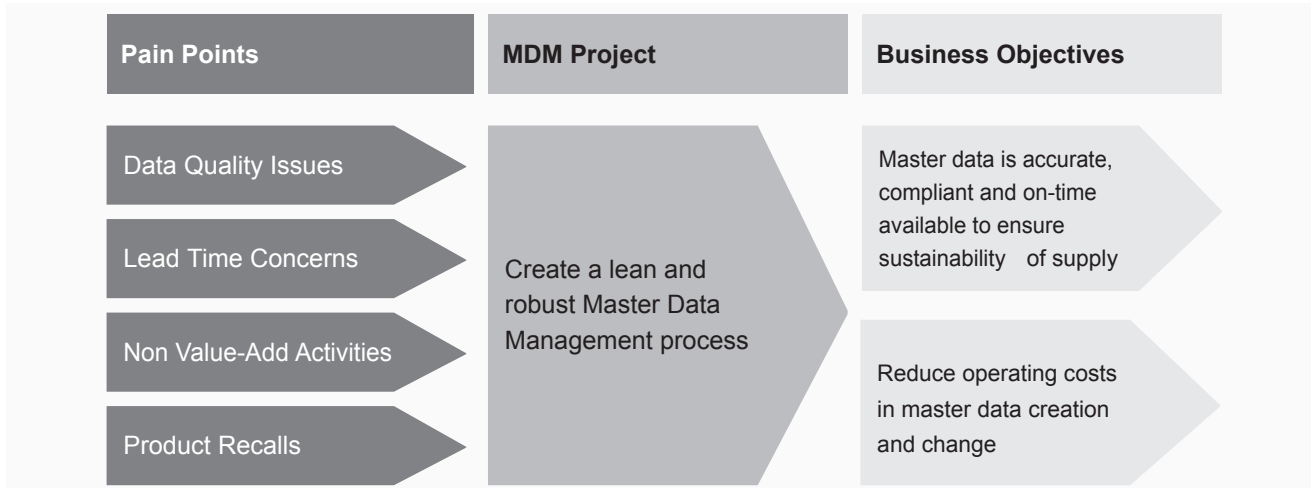 Pain Points
MDM Project
Business Objectives
Data Quality Issues
Lead Time Concerns
Non Value-Add Activities
Product Recalls
Create a lean and
robust Master Data
Management process
Master data is accurate,
compliant and on-time
available to ensure
sustainability of supply
Reduce operating costs
in master data creation
and change